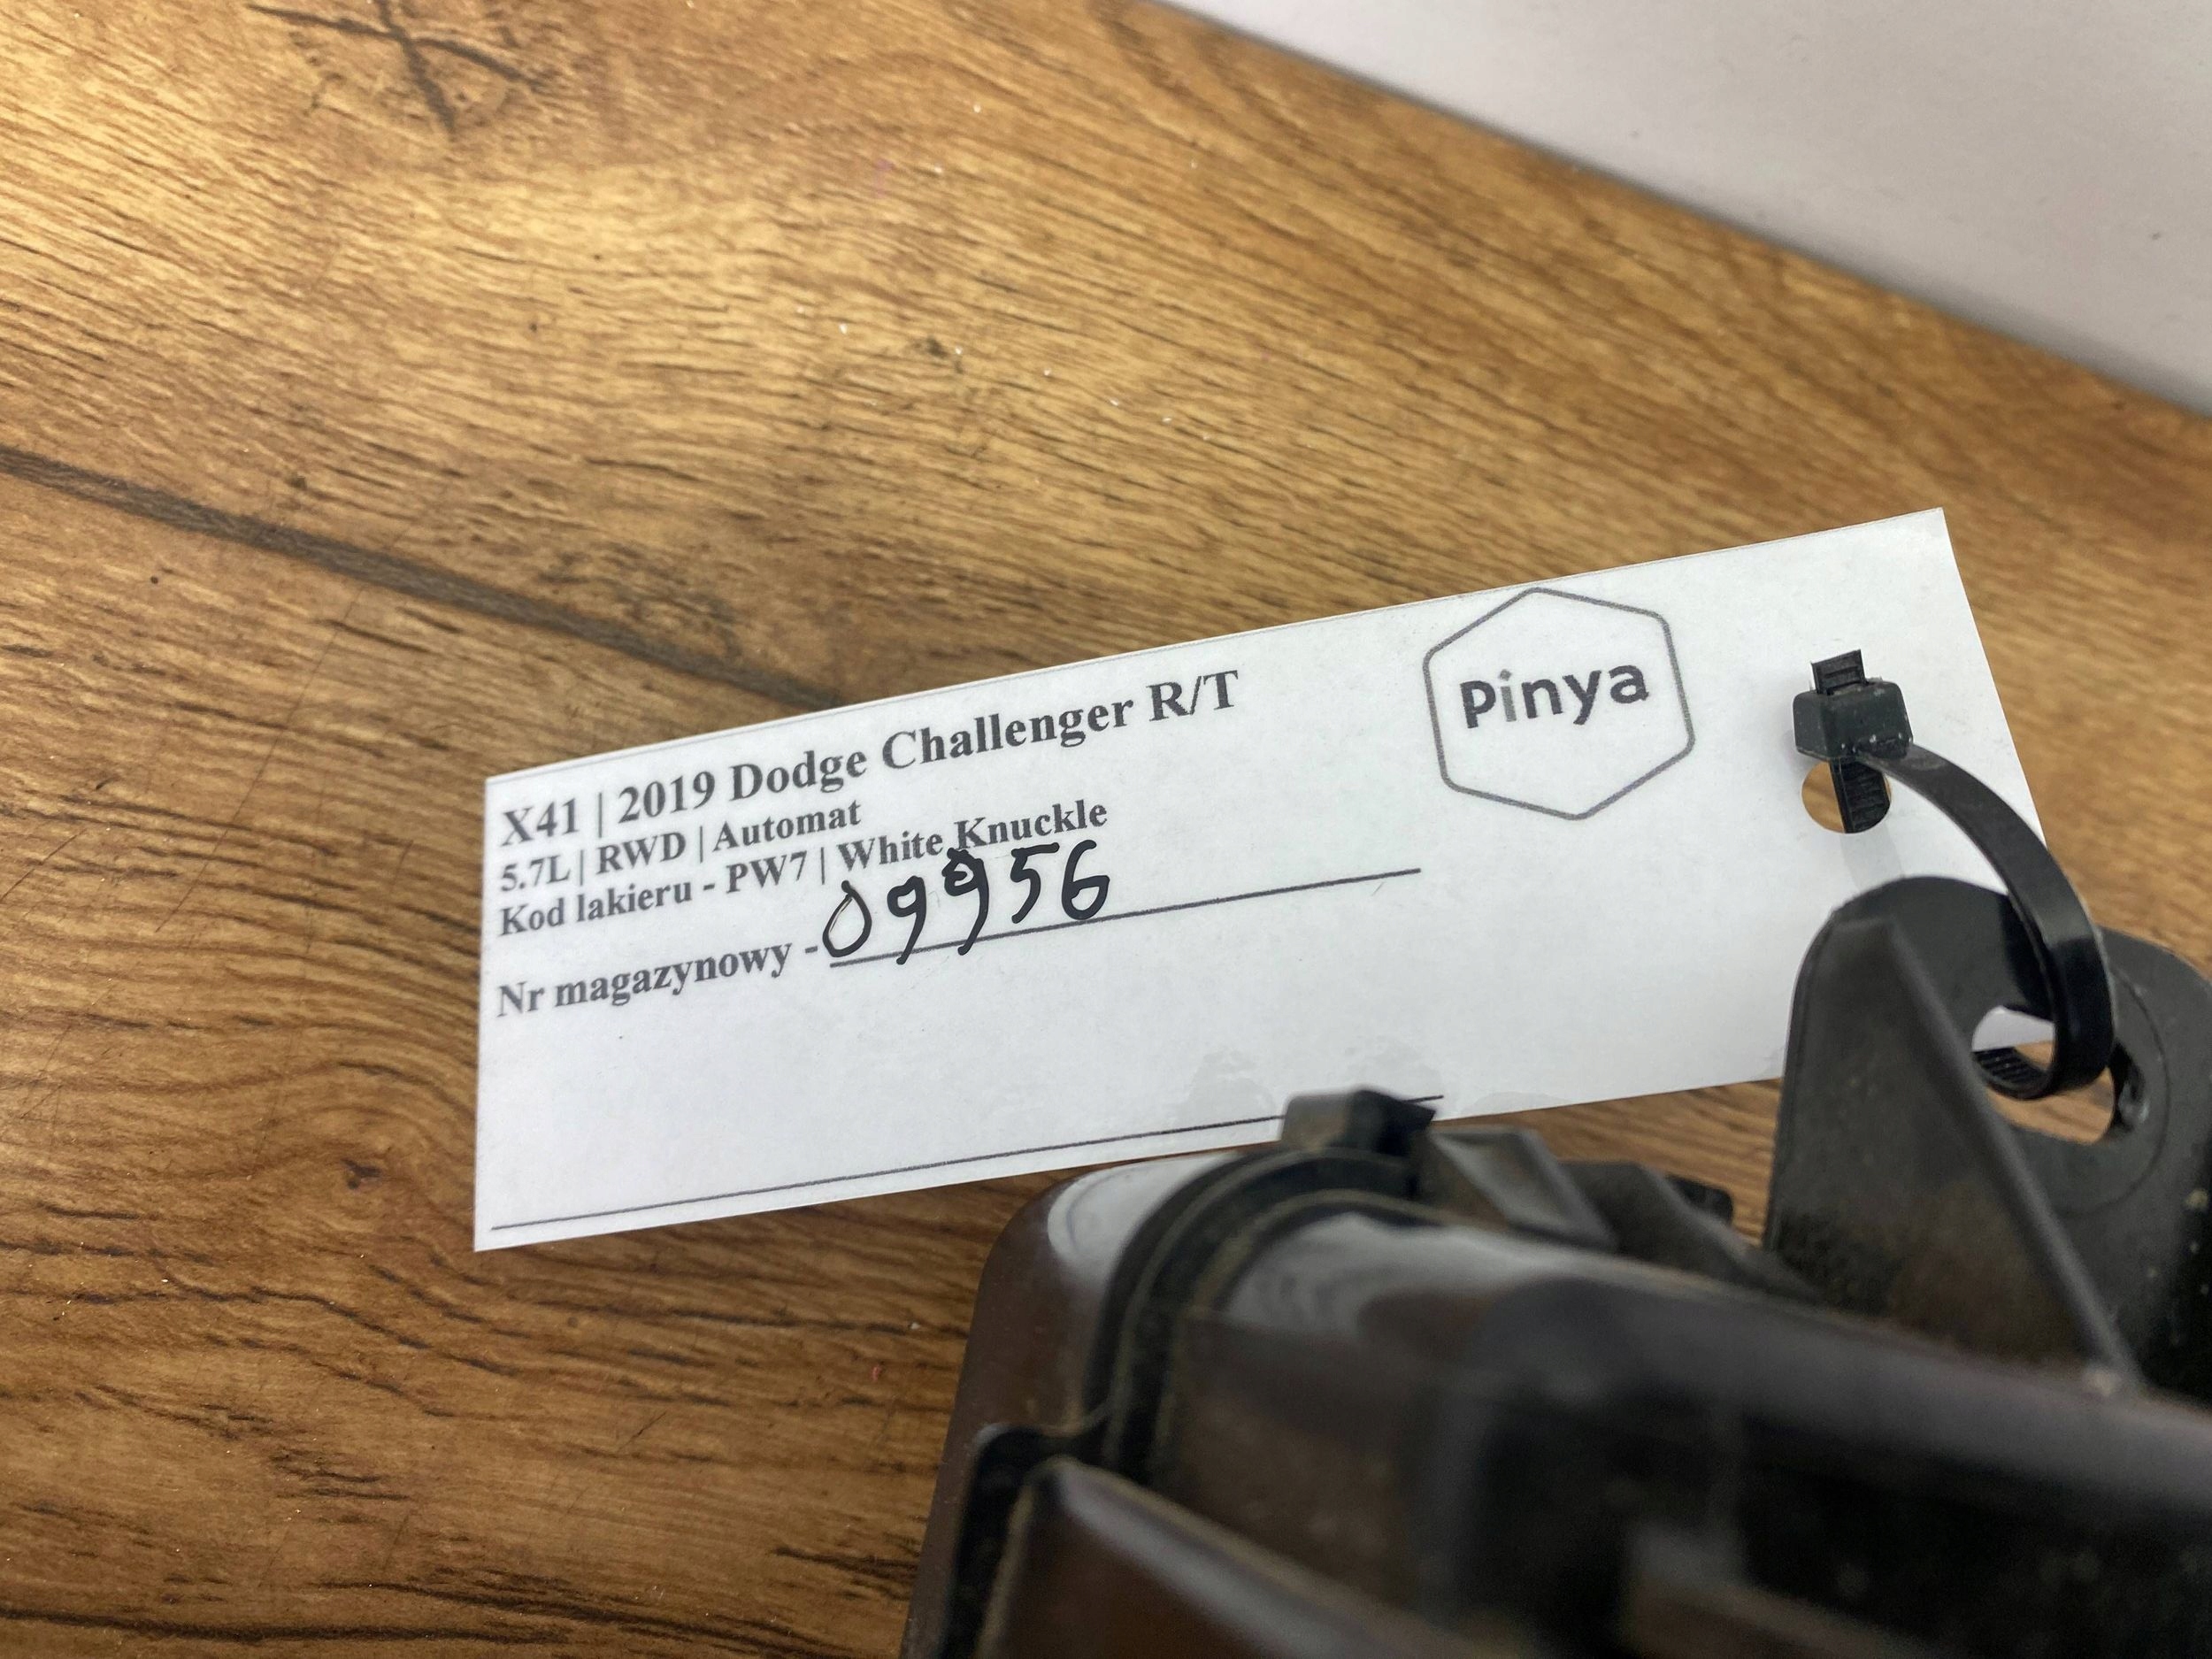 X41 | 2019 Dodge Challenger R/T
5.7L | RWD | Automat
Kod lakieru - PW7 | White Knuckle
Nr magazynowy - 09956
Pinya